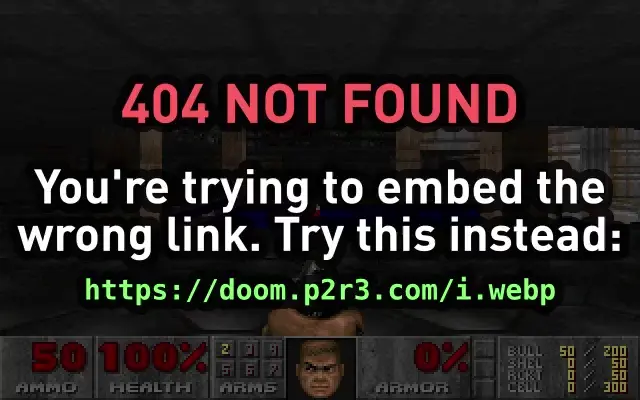 404 NOT FOUND
You're trying to embed the
wrong link. Try this instead:
https://doom.p2r3.com/i.webp
50 100% 2 3 4 0% BULL 50 / 200
5 6 7 SHEL 0 / 50
RCKT 0 / 50
AMMO HEALTH ARMS ARMOR CELL 0 / 300